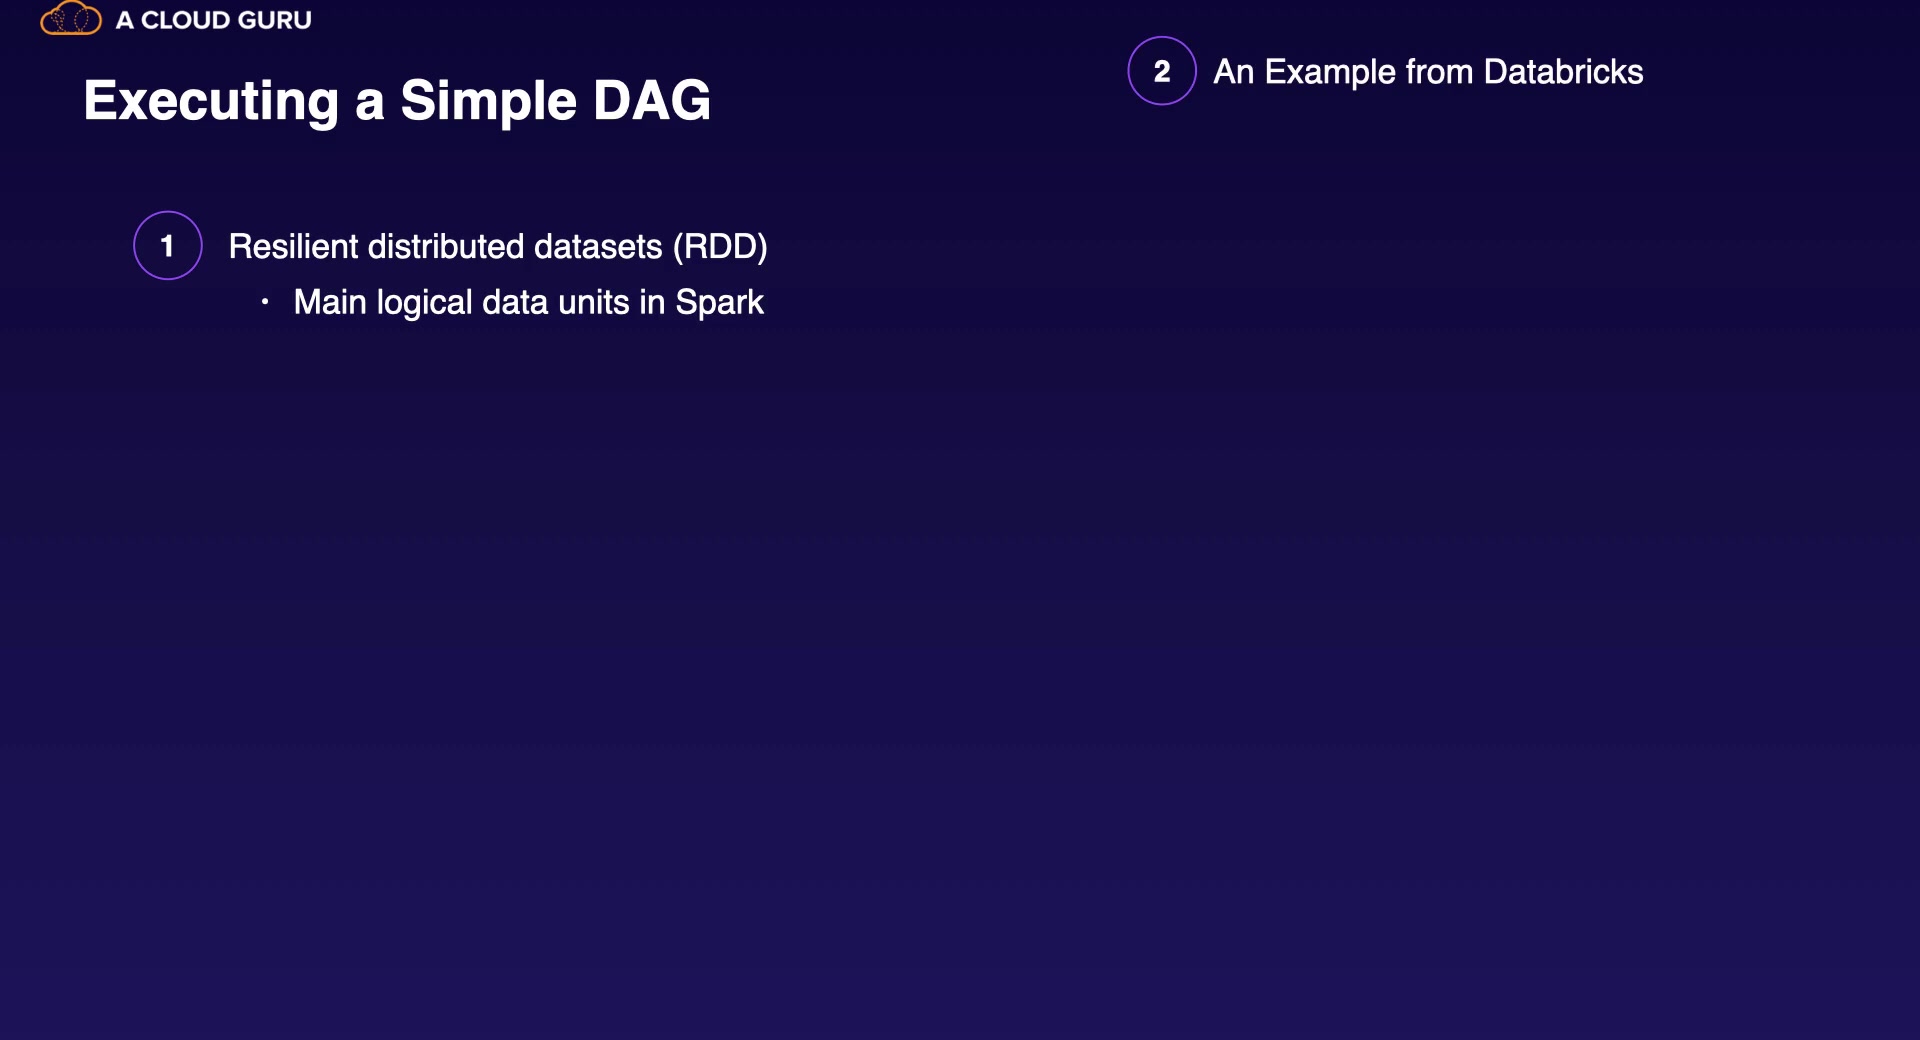 A CLOUD GURU
Executing a Simple DAG
1 Resilient distributed datasets (RDD)
· Main logical data units in Spark
2 An Example from Databricks